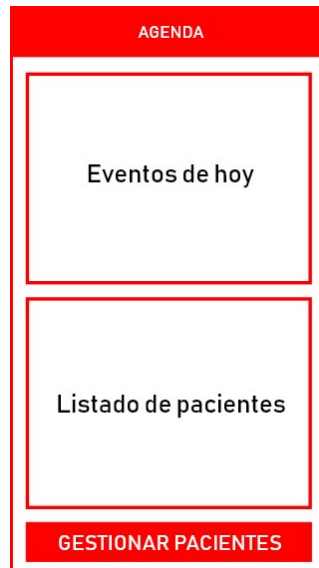 AGENDA
Eventos de hoy
Listado de pacientes
GESTIONAR PACIENTES